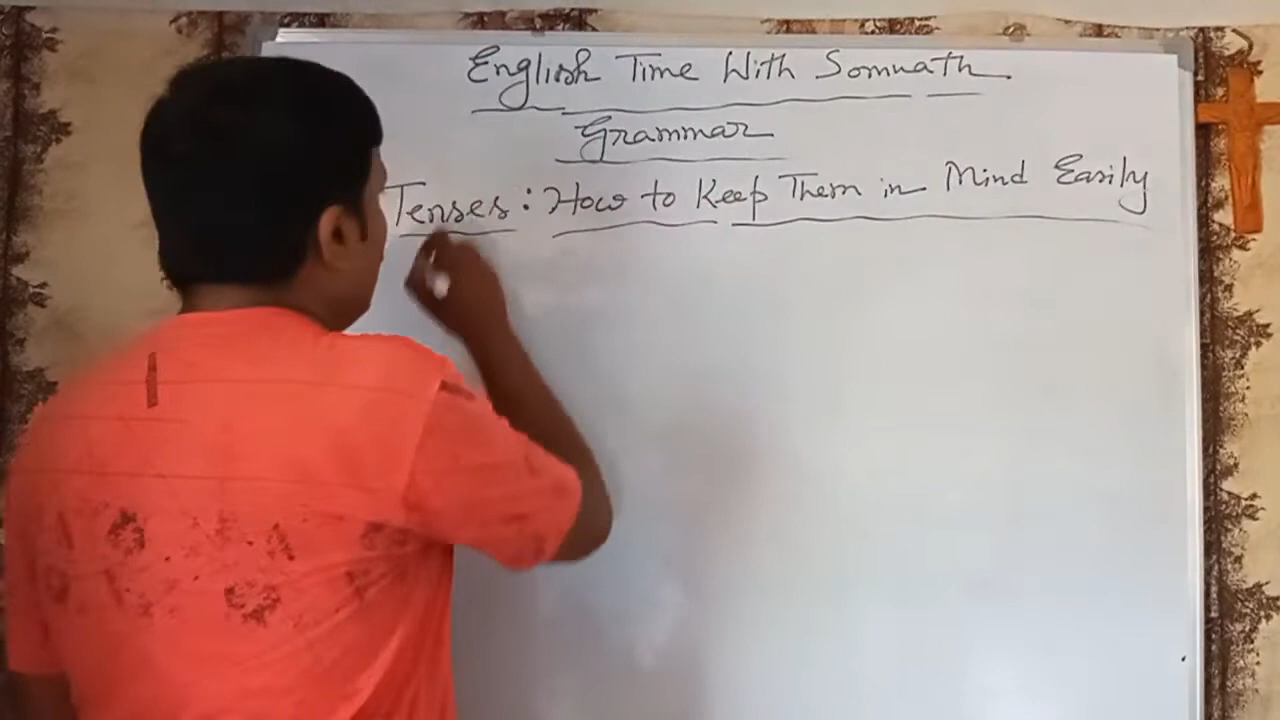 English Time With Somnath.
Grammar
Tenses: How to Keep Them in Mind Easily